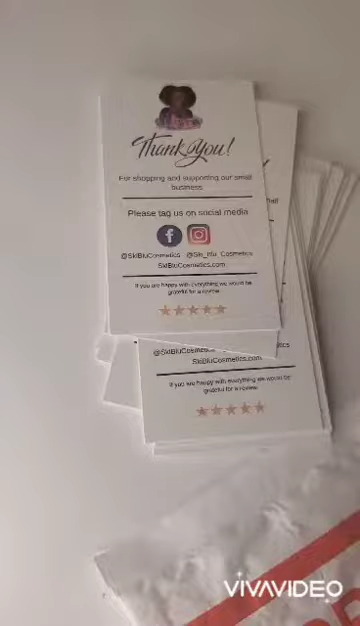 Thank you!
For shopping and supporting our small
business
Please tag us on social media
@SkiBluCosmetics @Ski_Blu_Cosmetics
SkiBluCosmetics.com
If you are happy with everything we would be
grateful for a review
@SkiBluCosmetics
SkiBluCosmetics.com
If you are happy with everything we would be
grateful for a review
VIVAVIDEO